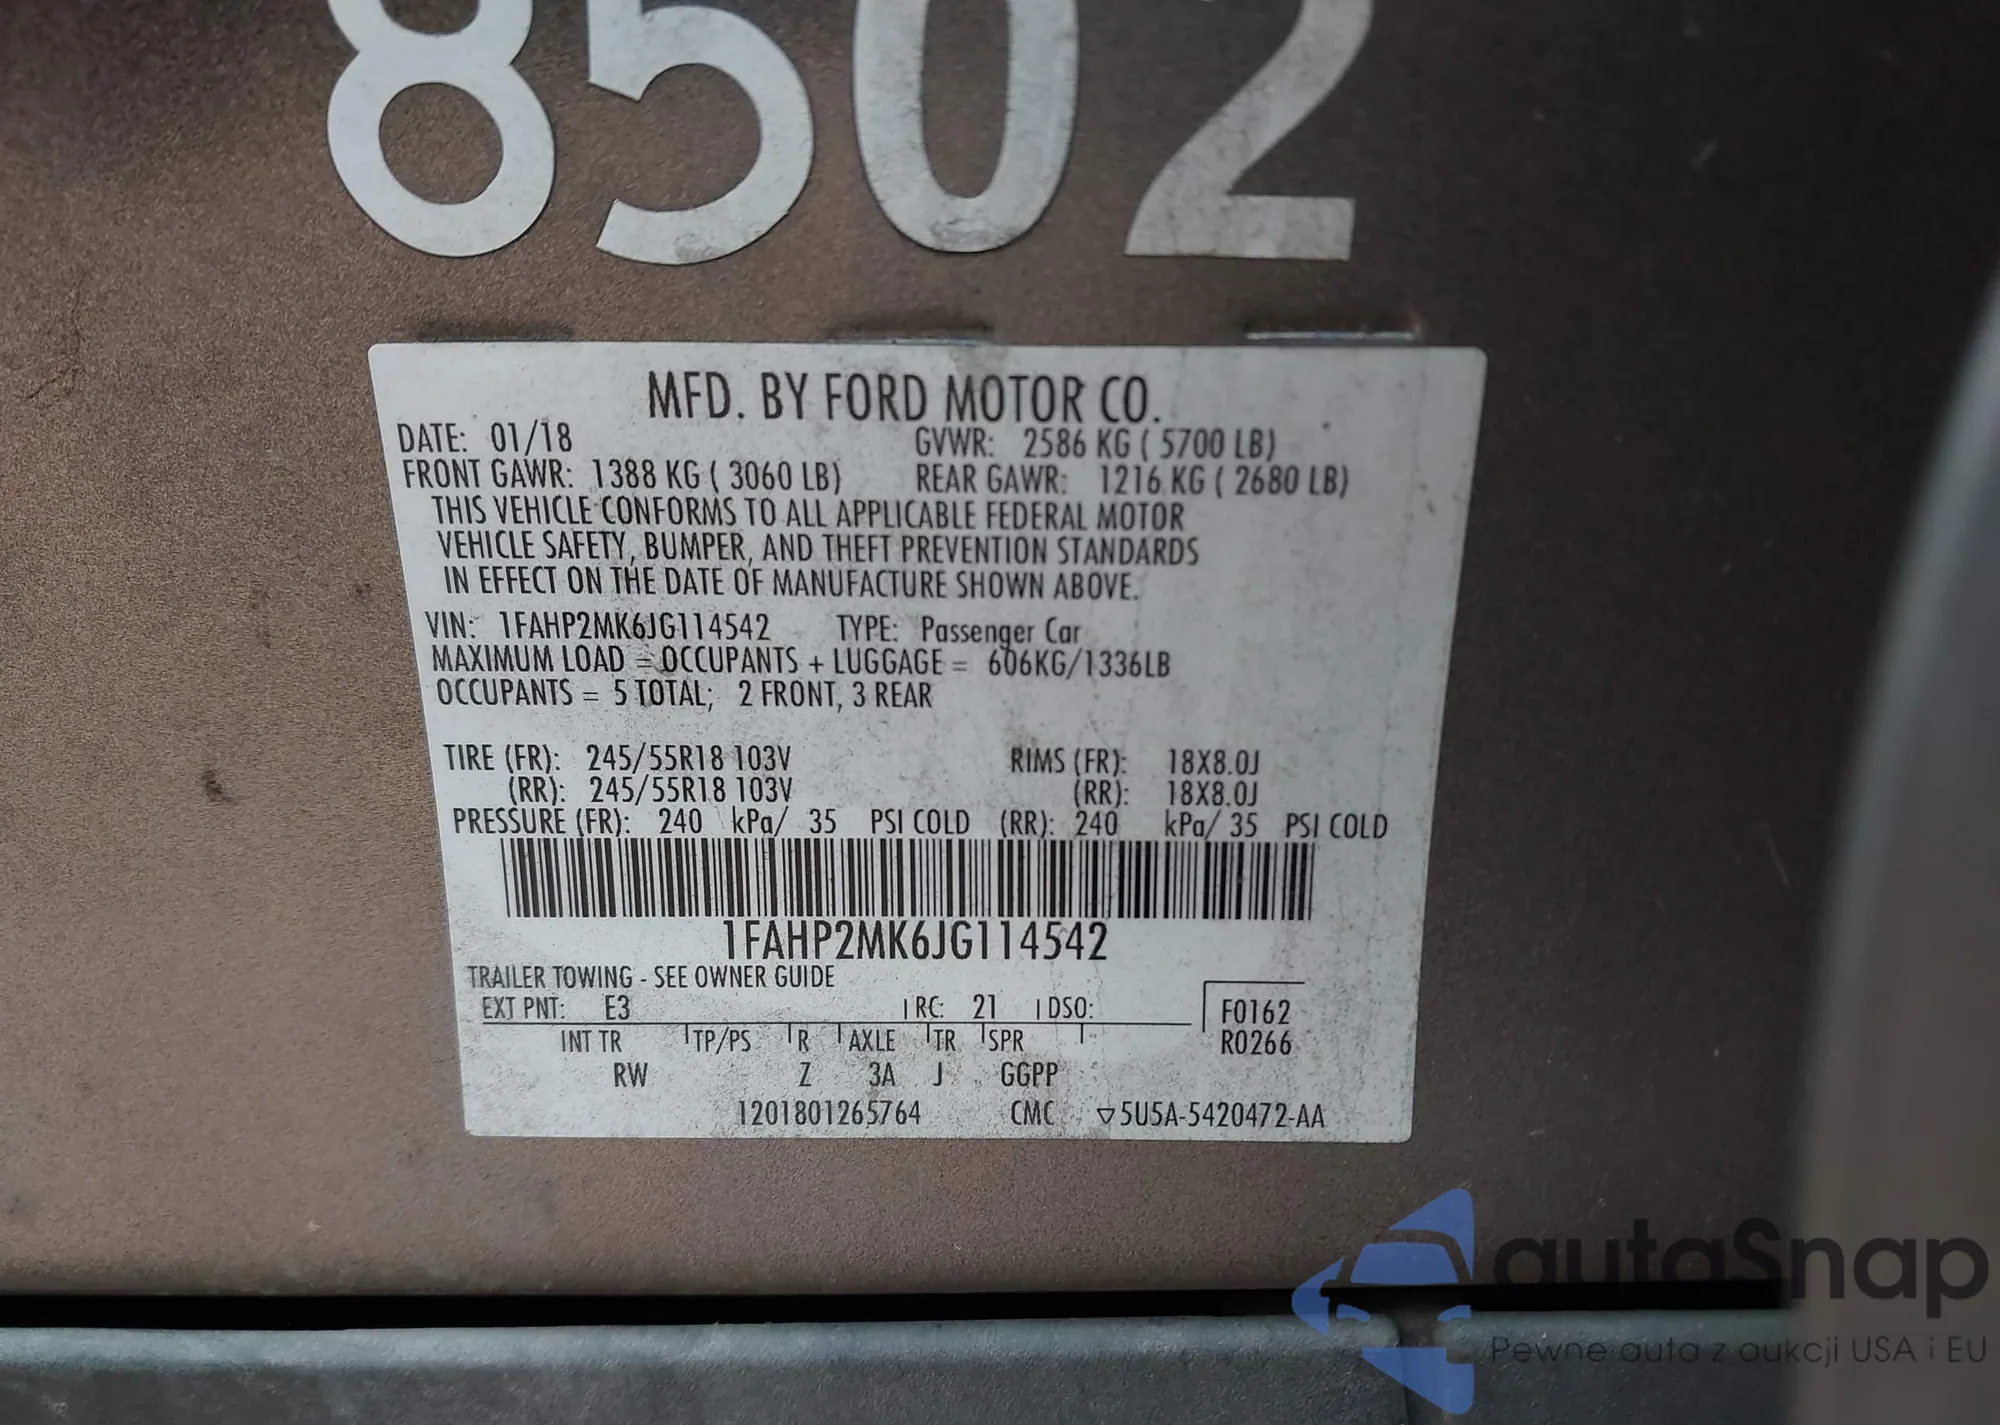 8502
MFD. BY FORD MOTOR CO.
DATE: 01/18 GVWR: 2586 KG ( 5700 LB)
FRONT GAWR: 1388 KG ( 3060 LB) REAR GAWR: 1216 KG ( 2680 LB)
THIS VEHICLE CONFORMS TO ALL APPLICABLE FEDERAL MOTOR
VEHICLE SAFETY, BUMPER, AND THEFT PREVENTION STANDARDS
IN EFFECT ON THE DATE OF MANUFACTURE SHOWN ABOVE.
VIN: 1FAHP2MK6JG114542 TYPE: Passenger Car
MAXIMUM LOAD = OCCUPANTS + LUGGAGE = 606KG/1336LB
OCCUPANTS = 5 TOTAL; 2 FRONT, 3 REAR
TIRE (FR): 245/55R18 103V RIMS (FR): 18X8.0J
(RR): 245/55R18 103V (RR): 18X8.0J
PRESSURE (FR): 240 kPa/ 35 PSI COLD (RR): 240 kPa/ 35 PSI COLD
1FAHP2MK6JG114542
TRAILER TOWING - SEE OWNER GUIDE
EXT PNT: E3 RC: 21 DSO: F0162
INT TR TP/PS R AXLE TR SPR R0266
RW Z 3A J GGPP
1201801265764 CMC ▽5U5A-5420472-AA
autaSnap
Pewne auta z aukcji USA i EU